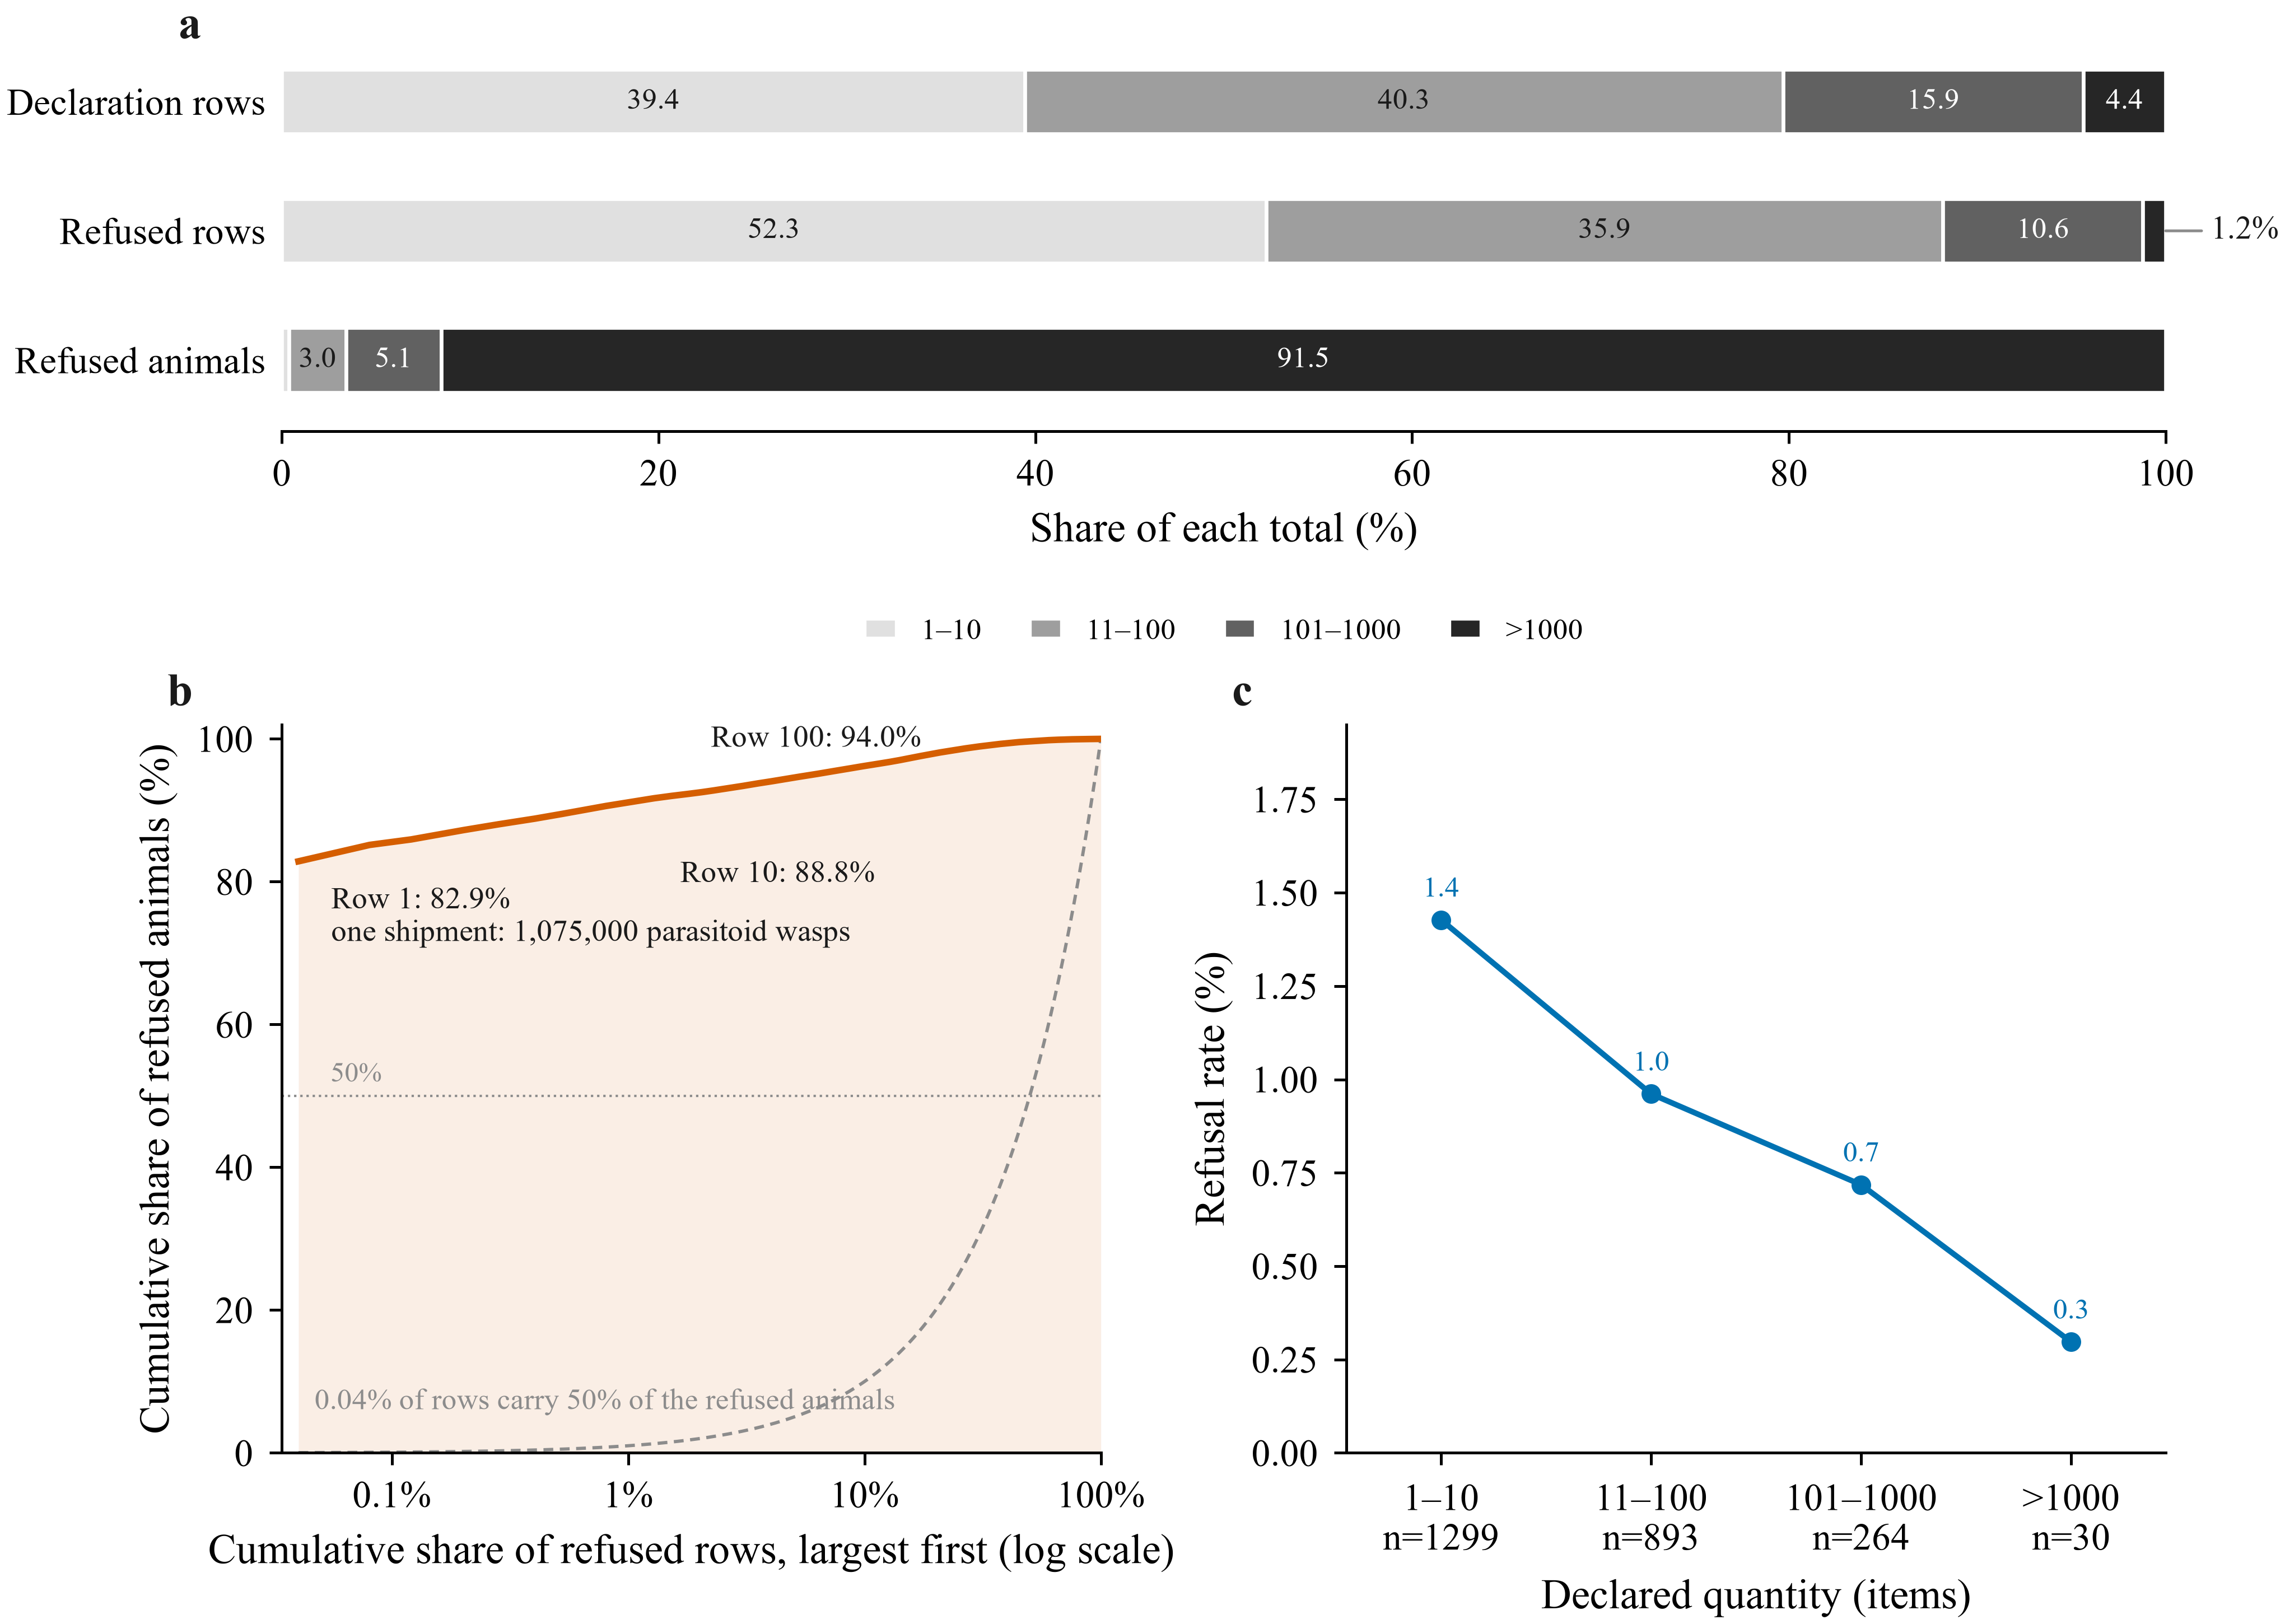 a
Declaration rows
39.4
40.3
15.9
4.4
Refused rows
52.3
35.9
10.6
1.2%
Refused animals
3.0
5.1
91.5
0
20
40
60
80
100
Share of each total (%)
1–10
11–100
101–1000
>1000
b
Cumulative share of refused animals (%)
100
80
60
40
20
0
Row 100: 94.0%
Row 10: 88.8%
Row 1: 82.9%
one shipment: 1,075,000 parasitoid wasps
50%
0.04% of rows carry 50% of the refused animals
0.1%
1%
10%
100%
Cumulative share of refused rows, largest first (log scale)
c
Refusal rate (%)
1.75
1.50
1.25
1.00
0.75
0.50
0.25
0.00
1.4
1.0
0.7
0.3
1–10
n=1299
11–100
n=893
101–1000
n=264
>1000
n=30
Declared quantity (items)